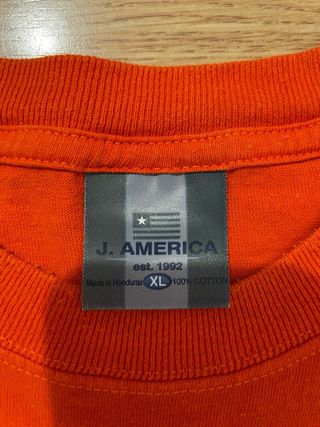 J. AMERICA
est. 1992
Made in Honduras XL 100% COTTON